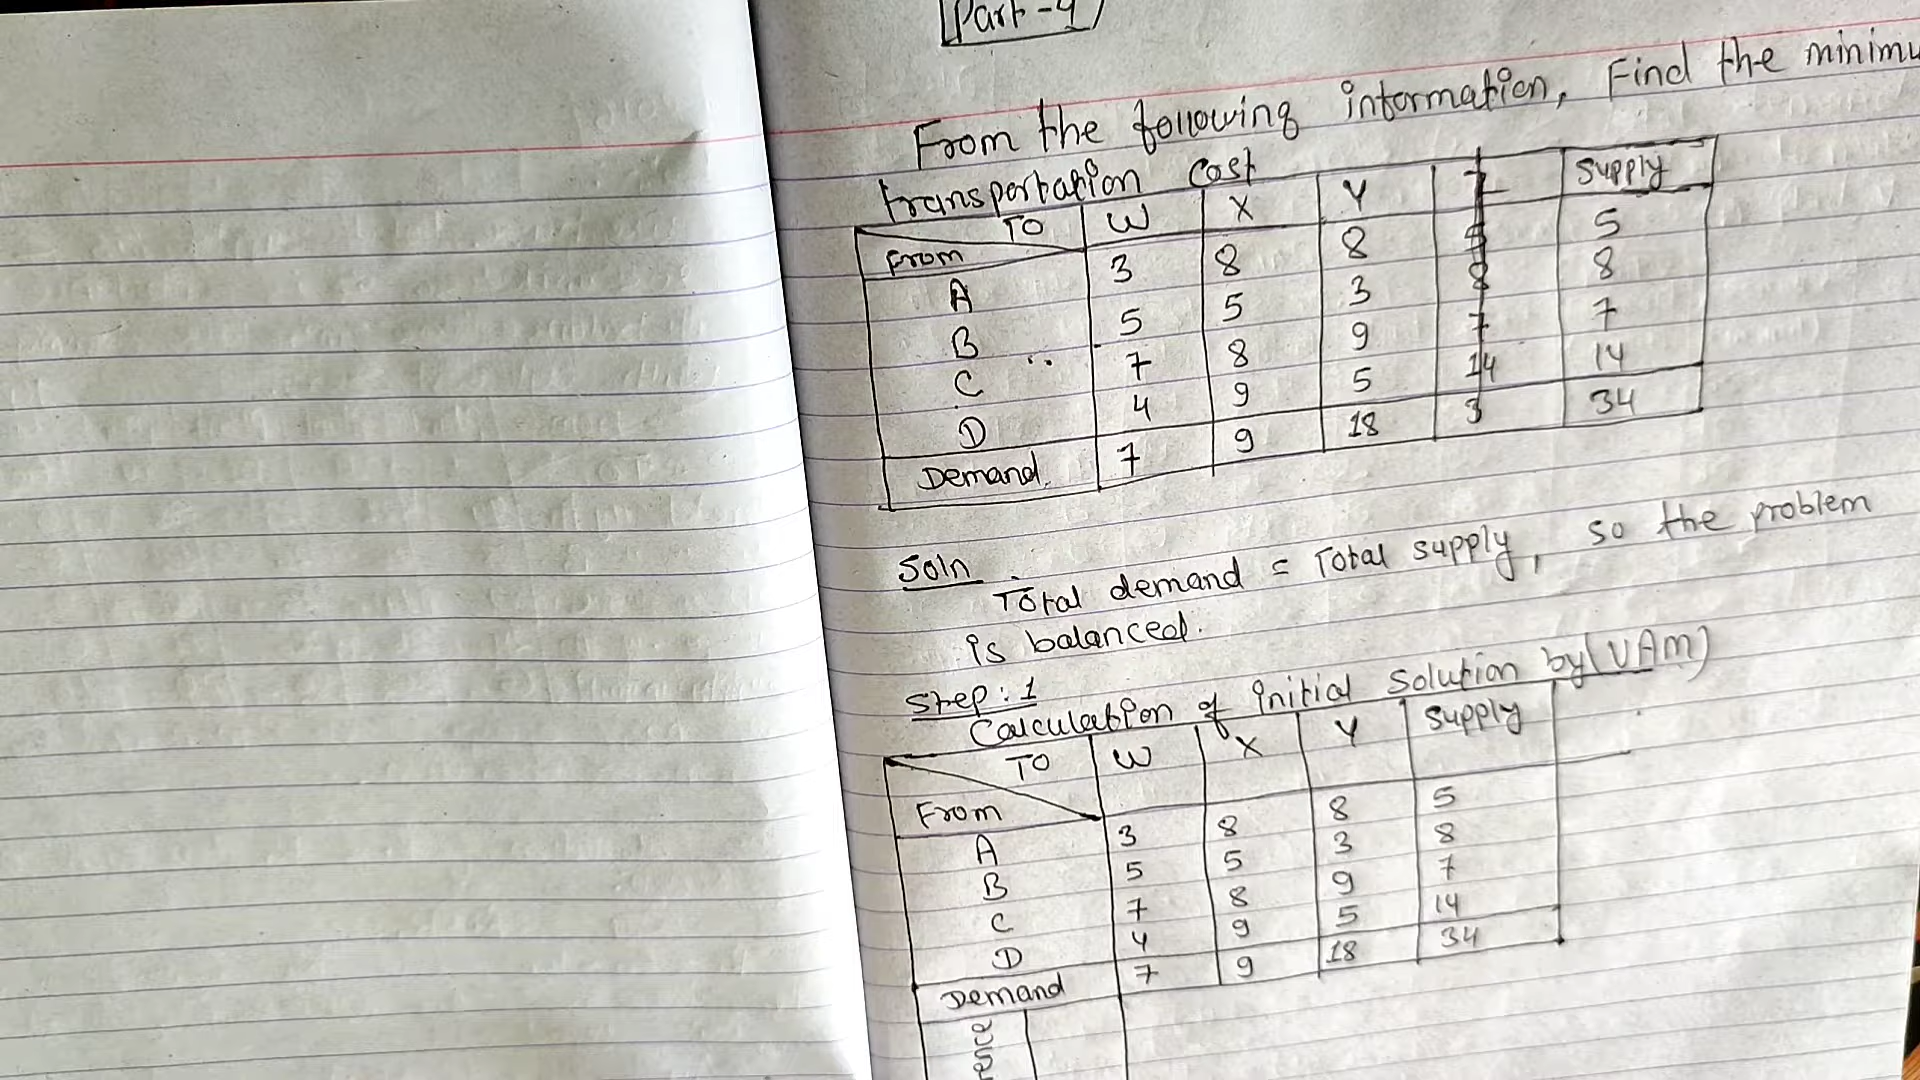 Part-4
From the following information, Find the minimu
transportation cost
TO W X Y Z supply
From
A 3 8 8 5 5
B 5 5 3 8 8
C 7 8 9 7 7
D 4 9 5 14 14
Demand 7 9 18 3 34
Soln
Total demand = Total supply, so the problem
is balanced.
Step: 1
Calculation of initial solution by (VAM)
TO W X Y supply
From
A 3 8 8 5
B 5 5 3 8
C 7 8 9 7
D 4 9 5 14
Demand 7 9 18 34